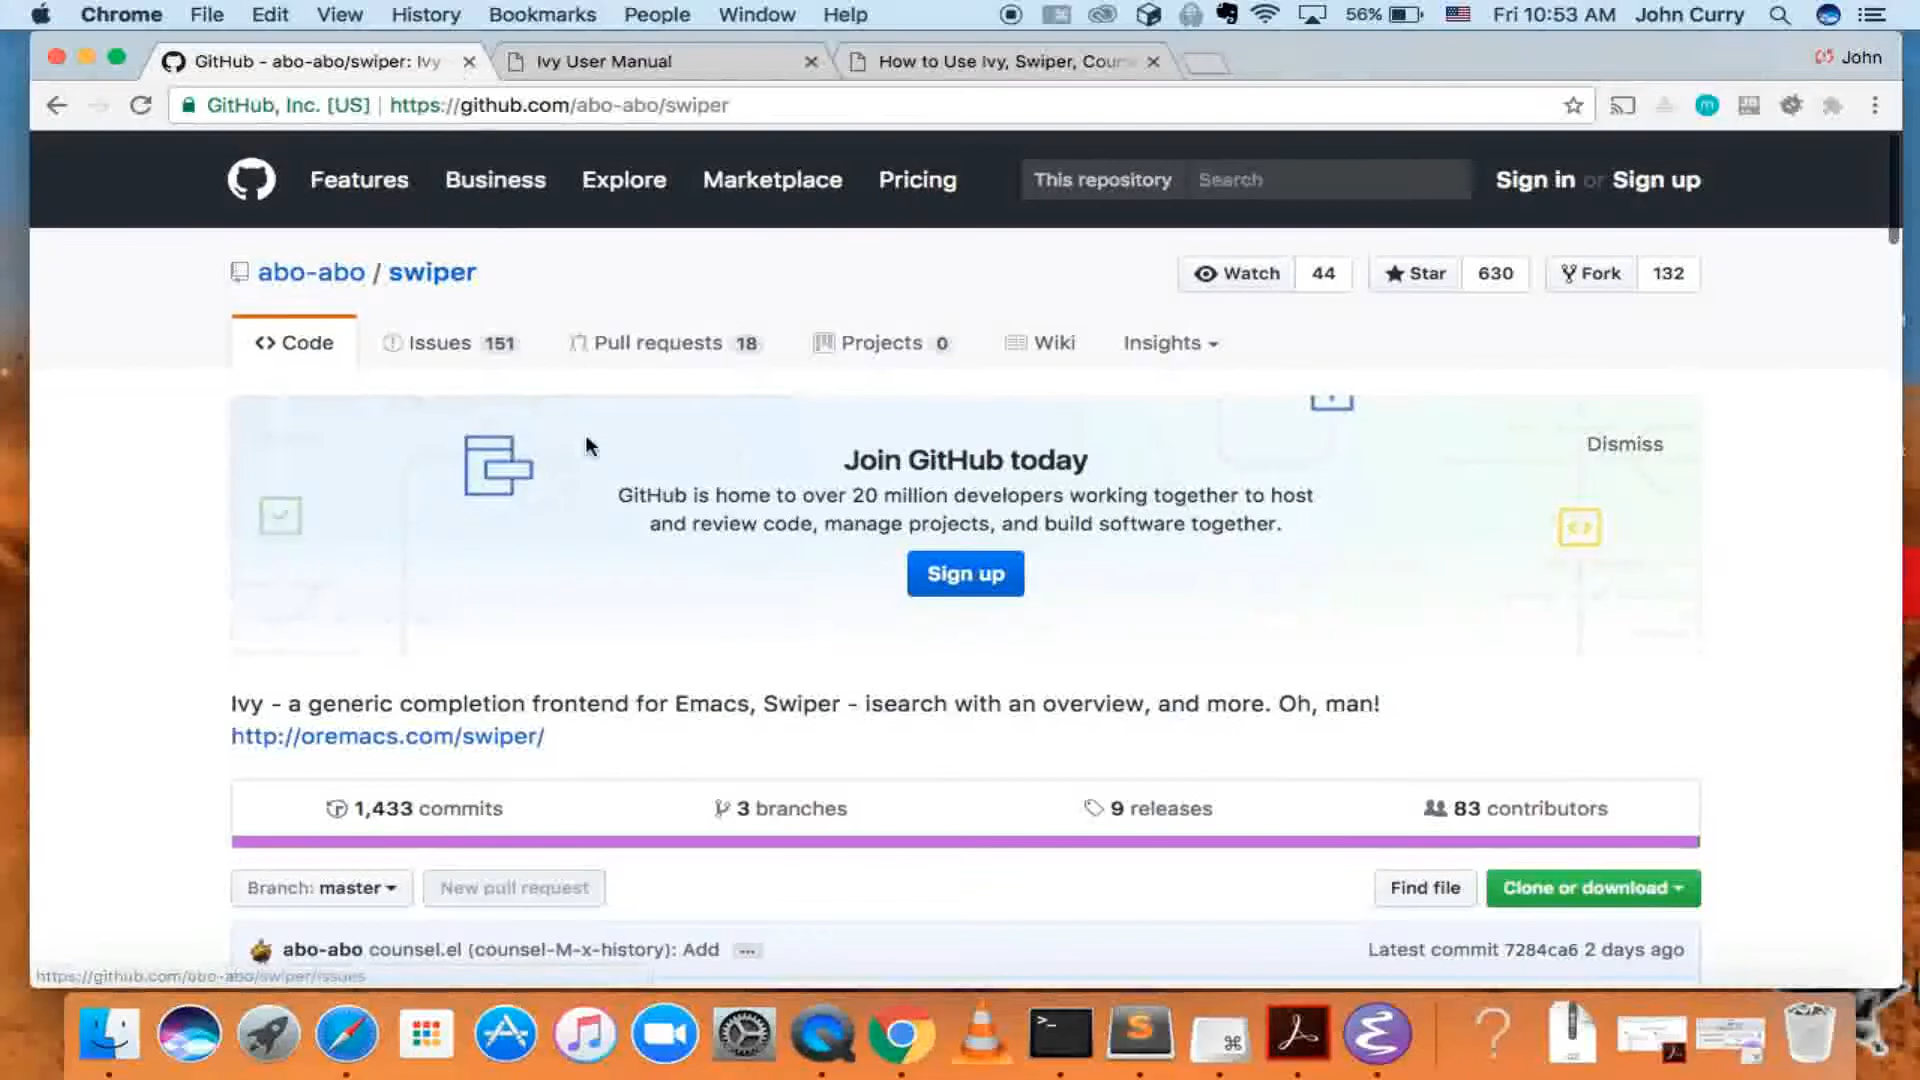 Chrome File Edit View History Bookmarks People Window Help 56% Fri 10:53 AM John Curry
GitHub - abo-abo/swiper: Ivy Ivy User Manual How to Use Ivy, Swiper, Coun John
GitHub, Inc. [US] https://github.com/abo-abo/swiper
Features Business Explore Marketplace Pricing This repository Search Sign in or Sign up
abo-abo / swiper Watch 44 Star 630 Fork 132
<> Code Issues 151 Pull requests 18 Projects 0 Wiki Insights
Dismiss
Join GitHub today
GitHub is home to over 20 million developers working together to host
and review code, manage projects, and build software together.
Sign up
Ivy - a generic completion frontend for Emacs, Swiper - isearch with an overview, and more. Oh, man!
http://oremacs.com/swiper/
1,433 commits 3 branches 9 releases 83 contributors
Branch: master New pull request Find file Clone or download
abo-abo counsel.el (counsel-M-x-history): Add ... Latest commit 7284ca6 2 days ago
https://github.com/abo-abo/swiper/issues